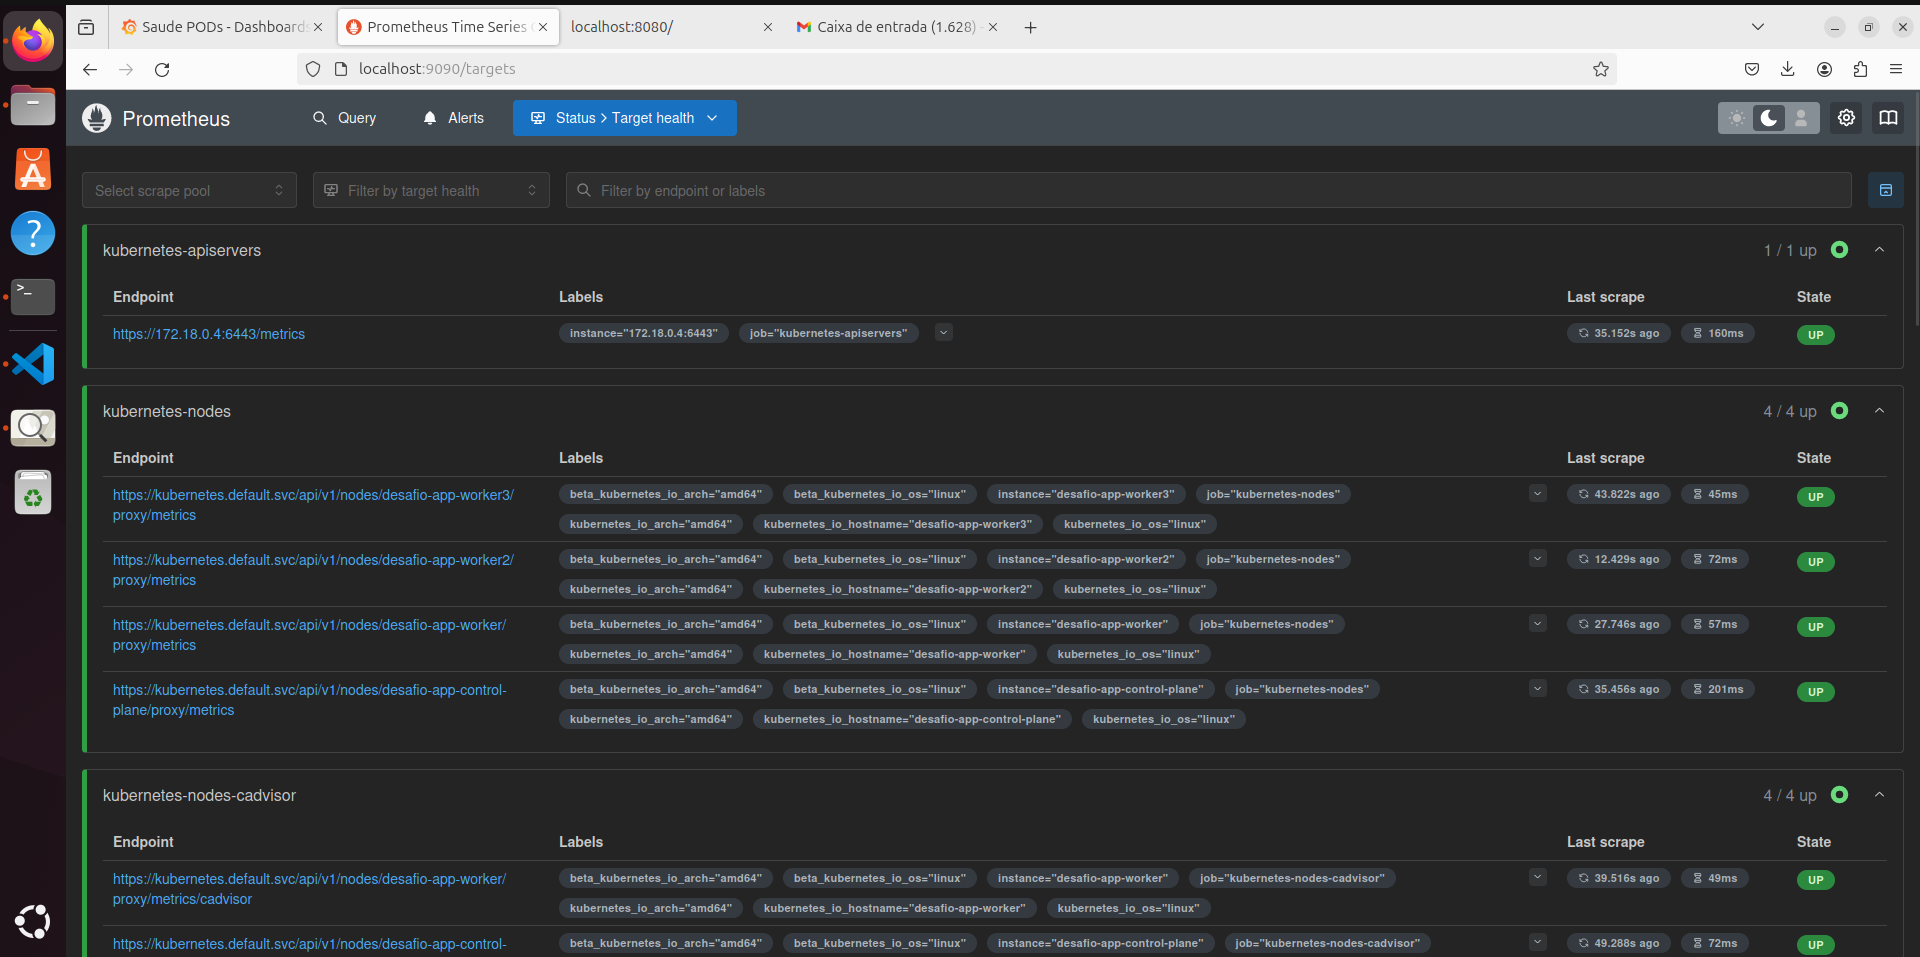 Saude PODs - Dashboards
Prometheus Time Series C
localhost:8080/
Caixa de entrada (1.628) -
localhost:9090/targets
Prometheus
Query
Alerts
Status > Target health
Select scrape pool
Filter by target health
Filter by endpoint or labels
kubernetes-apiservers
1 / 1 up
Endpoint Labels Last scrape State
https://172.18.0.4:6443/metrics instance="172.18.0.4:6443" job="kubernetes-apiservers" 35.152s ago 160ms UP
kubernetes-nodes
4 / 4 up
Endpoint Labels Last scrape State
https://kubernetes.default.svc/api/v1/nodes/desafio-app-worker3/ beta_kubernetes_io_arch="amd64" beta_kubernetes_io_os="linux" instance="desafio-app-worker3" job="kubernetes-nodes" 43.822s ago 45ms UP
proxy/metrics kubernetes_io_arch="amd64" kubernetes_io_hostname="desafio-app-worker3" kubernetes_io_os="linux"
https://kubernetes.default.svc/api/v1/nodes/desafio-app-worker2/ beta_kubernetes_io_arch="amd64" beta_kubernetes_io_os="linux" instance="desafio-app-worker2" job="kubernetes-nodes" 12.429s ago 72ms UP
proxy/metrics kubernetes_io_arch="amd64" kubernetes_io_hostname="desafio-app-worker2" kubernetes_io_os="linux"
https://kubernetes.default.svc/api/v1/nodes/desafio-app-worker/ beta_kubernetes_io_arch="amd64" beta_kubernetes_io_os="linux" instance="desafio-app-worker" job="kubernetes-nodes" 27.746s ago 57ms UP
proxy/metrics kubernetes_io_arch="amd64" kubernetes_io_hostname="desafio-app-worker" kubernetes_io_os="linux"
https://kubernetes.default.svc/api/v1/nodes/desafio-app-control- beta_kubernetes_io_arch="amd64" beta_kubernetes_io_os="linux" instance="desafio-app-control-plane" job="kubernetes-nodes" 35.456s ago 201ms UP
plane/proxy/metrics kubernetes_io_arch="amd64" kubernetes_io_hostname="desafio-app-control-plane" kubernetes_io_os="linux"
kubernetes-nodes-cadvisor
4 / 4 up
Endpoint Labels Last scrape State
https://kubernetes.default.svc/api/v1/nodes/desafio-app-worker/ beta_kubernetes_io_arch="amd64" beta_kubernetes_io_os="linux" instance="desafio-app-worker" job="kubernetes-nodes-cadvisor" 39.516s ago 49ms UP
proxy/metrics/cadvisor kubernetes_io_arch="amd64" kubernetes_io_hostname="desafio-app-worker" kubernetes_io_os="linux"
https://kubernetes.default.svc/api/v1/nodes/desafio-app-control- beta_kubernetes_io_arch="amd64" beta_kubernetes_io_os="linux" instance="desafio-app-control-plane" job="kubernetes-nodes-cadvisor" 49.288s ago 72ms UP